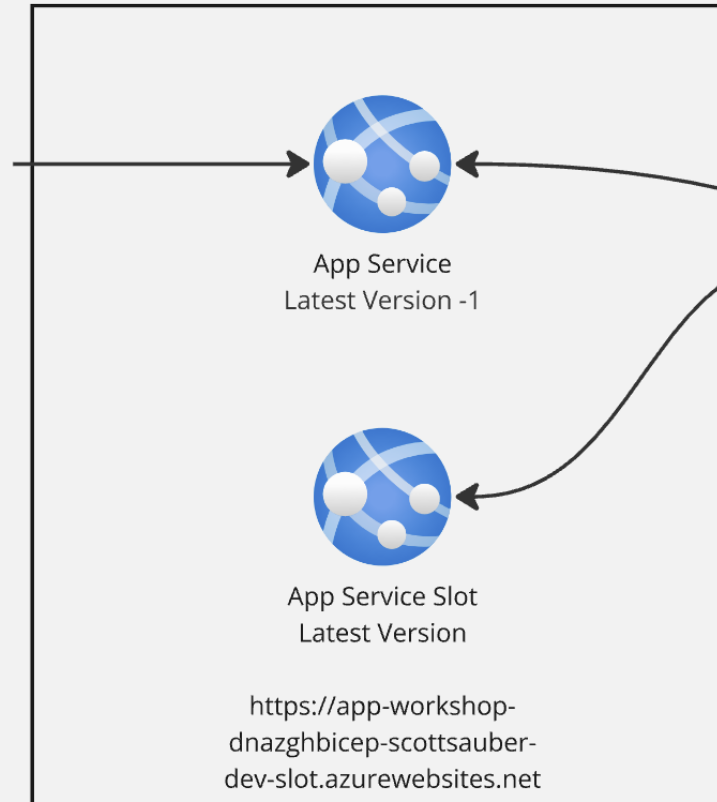 App Service
Latest Version -1
App Service Slot
Latest Version
https://app-workshop-
dnazghbicep-scottsauber-
dev-slot.azurewebsites.net